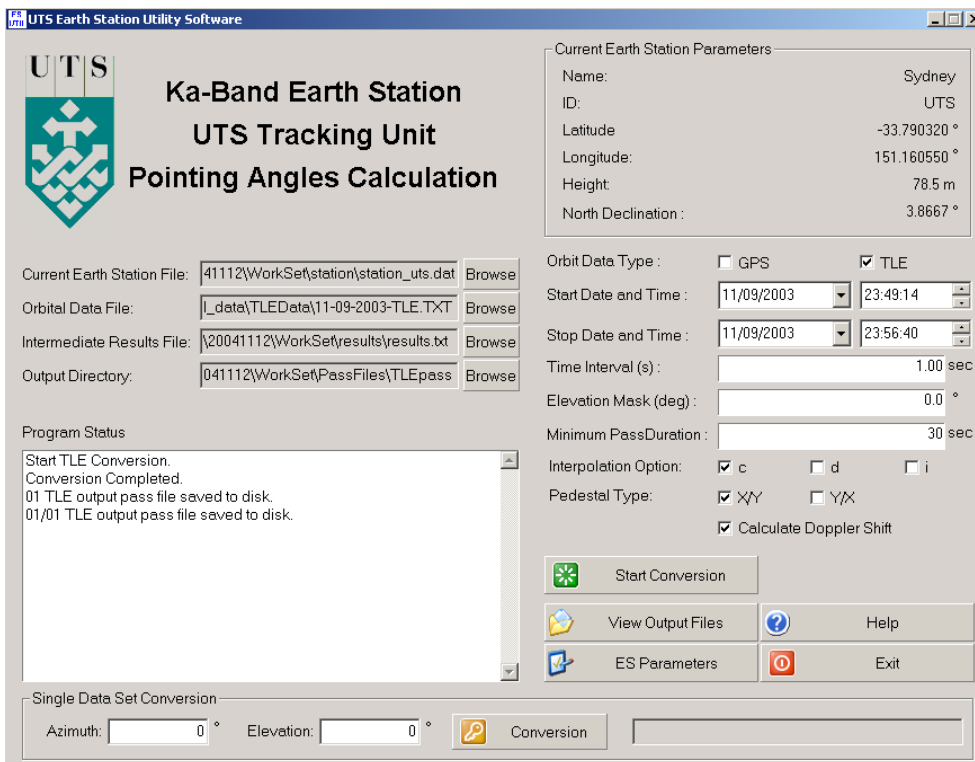 ES UTIL UTS Earth Station Utility Software
UTS
Ka-Band Earth Station
UTS Tracking Unit
Pointing Angles Calculation
Current Earth Station Parameters
Name: Sydney
ID: UTS
Latitude -33.790320 °
Longitude: 151.160550 °
Height: 78.5 m
North Declination : 3.8667 °
Current Earth Station File: 41112\WorkSet\station\station_uts.dat Browse
Orbital Data File: l_data\TLEData\11-09-2003-TLE.TXT Browse
Intermediate Results File: \20041112\WorkSet\results\results.txt Browse
Output Directory: 041112\WorkSet\PassFiles\TLEpass Browse
Orbit Data Type : GPS TLE
Start Date and Time : 11/09/2003 23:49:14
Stop Date and Time : 11/09/2003 23:56:40
Time Interval (s) : 1.00 sec
Elevation Mask (deg) : 0.0 °
Minimum PassDuration : 30 sec
Interpolation Option: c d i
Pedestal Type: X/Y Y/X
Calculate Doppler Shift
Program Status
Start TLE Conversion.
Conversion Completed.
01 TLE output pass file saved to disk.
01/01 TLE output pass file saved to disk.
Start Conversion
View Output Files Help
ES Parameters Exit
Single Data Set Conversion
Azimuth: 0 ° Elevation: 0 ° Conversion